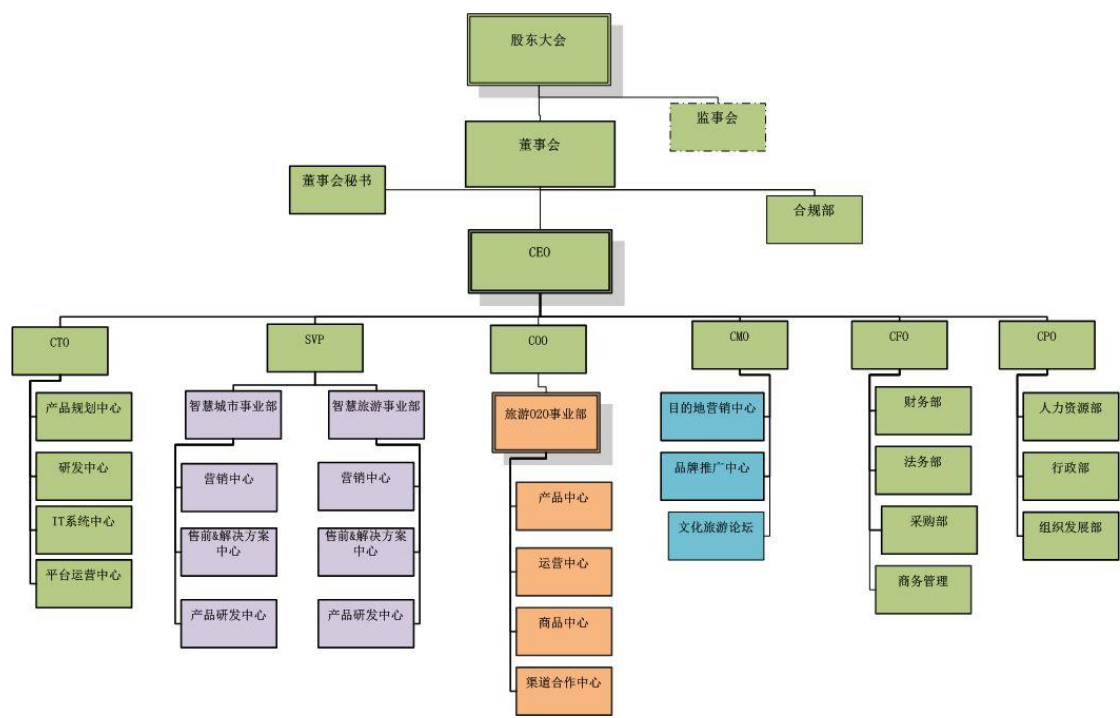 股东大会
监事会
董事会
董事会秘书
合规部
CEO
CTO
SVP
COO
CMO
CFO
CPO
产品规划中心
研发中心
IT系统中心
平台运营中心
智慧城市事业部
营销中心
售前&解决方案
中心
产品研发中心
智慧旅游事业部
营销中心
售前&解决方案
中心
产品研发中心
旅游O2O事业部
产品中心
运营中心
商品中心
渠道合作中心
目的地营销中心
品牌推广中心
文化旅游论坛
财务部
法务部
采购部
商务管理
人力资源部
行政部
组织发展部